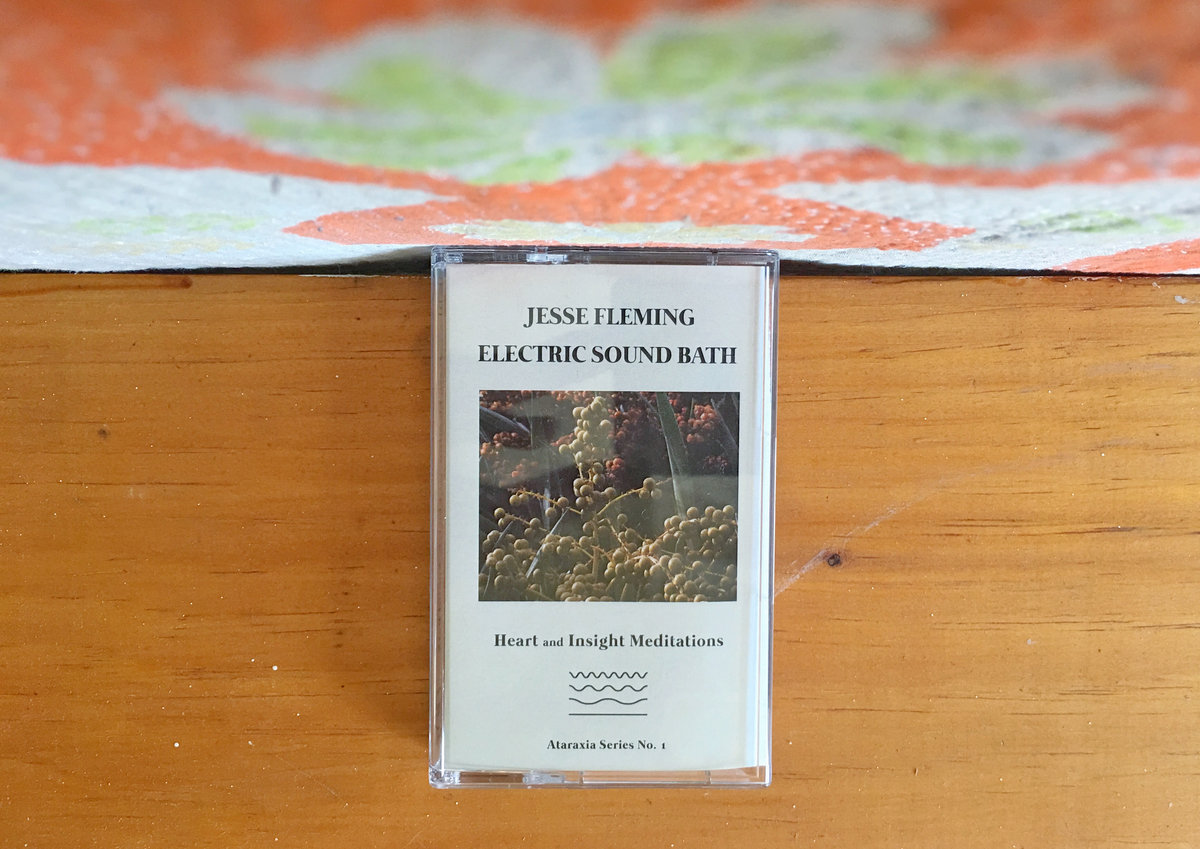 JESSE FLEMING
ELECTRIC SOUND BATH
Heart and Insight Meditations
Ataraxia Series No. 1